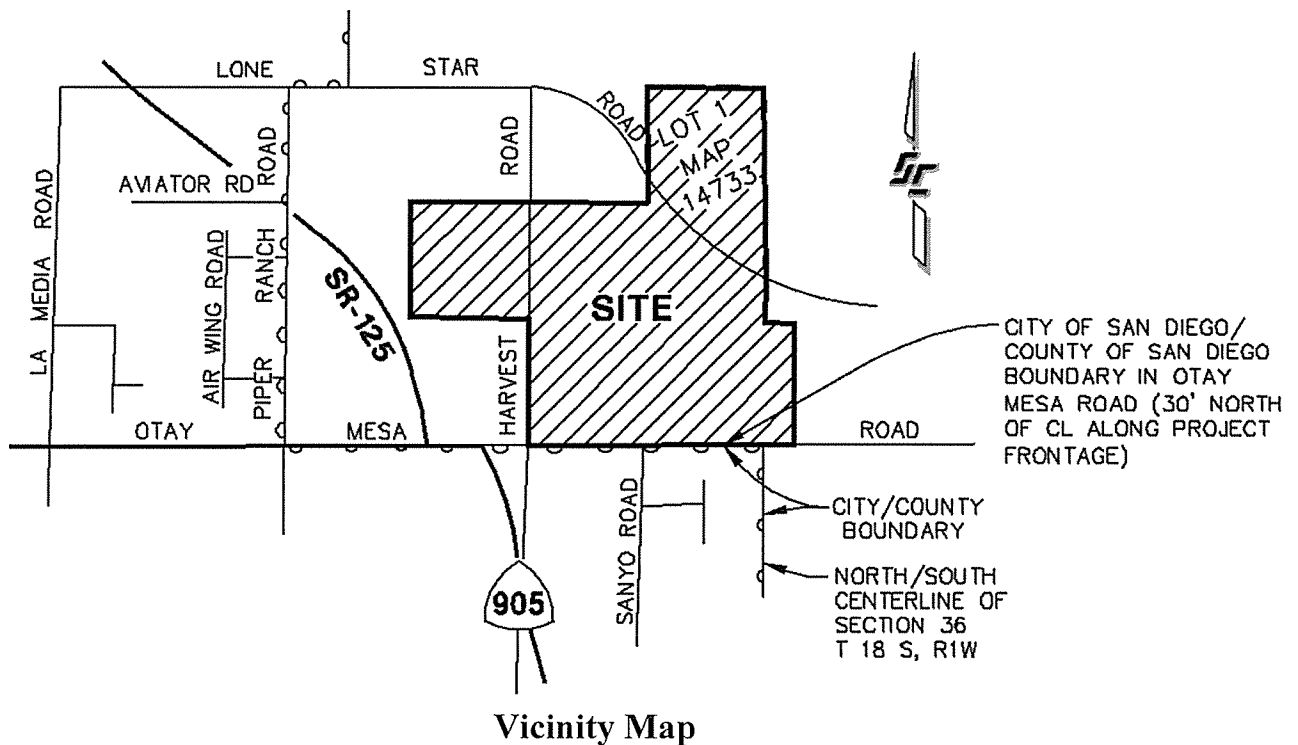 LONE STAR ROAD
LOT 1
MAP
14733
AVIATOR RD
LA MEDIA ROAD
AIR WING ROAD
PIPER RANCH ROAD
SR-125
HARVEST ROAD
SITE
OTAY MESA ROAD
CITY OF SAN DIEGO/
COUNTY OF SAN DIEGO
BOUNDARY IN OTAY
MESA ROAD (30' NORTH
OF CL ALONG PROJECT
FRONTAGE)
SANYO ROAD
CITY/COUNTY
BOUNDARY
905
NORTH/SOUTH
CENTERLINE OF
SECTION 36
T 18 S, R1W
Vicinity Map